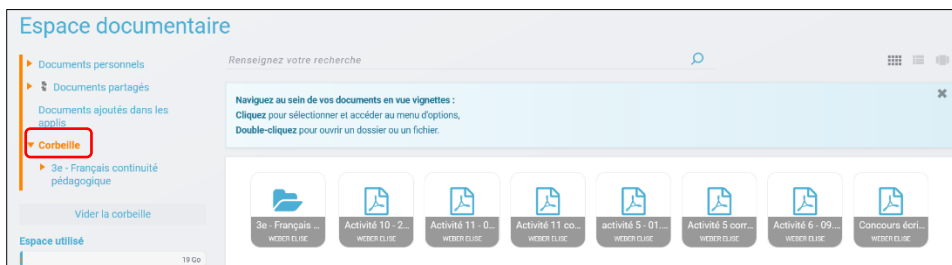 Espace documentaire
Documents personnels
Documents partagés
Documents ajoutés dans les
applis
Corbeille
3e - Français continuité
pédagogique
Vider la corbeille
Espace utilisé
19 Go
Renseignez votre recherche
Naviguez au sein de vos documents en vue vignettes :
Cliquez pour sélectionner et accéder au menu d'options,
Double-cliquez pour ouvrir un dossier ou un fichier.
3e - Français ...
WEBER ELISE
Activité 10 - 2...
WEBER ELISE
Activité 11 - 0...
WEBER ELISE
Activité 11 co...
WEBER ELISE
activité 5 - 01....
WEBER ELISE
Activité 5 corr...
WEBER ELISE
Activité 6 - 09....
WEBER ELISE
Concours écri...
WEBER ELISE